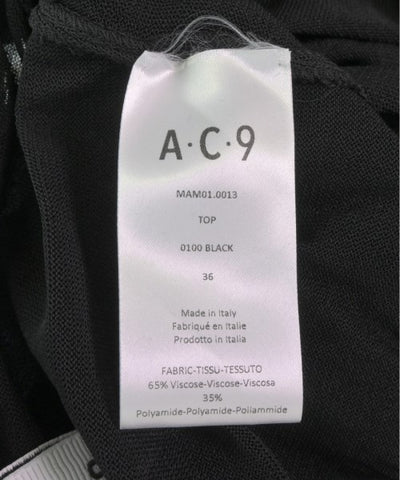 A·C·9
MAM01.0013
TOP
0100 BLACK
36
Made in Italy
Fabriqué en Italie
Prodotto in Italia
FABRIC-TISSU-TESSUTO
65% Viscose-Viscose-Viscosa
35%
Polyamide-Polyamide-Poliammide